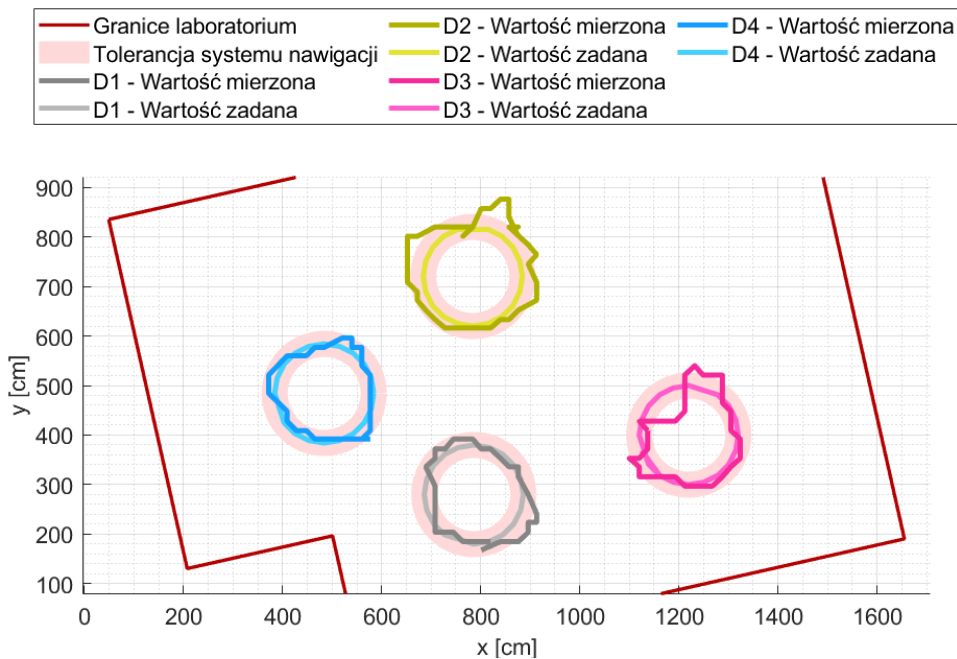 Granice laboratorium
Tolerancja systemu nawigacji
D1 - Wartość mierzona
D1 - Wartość zadana
D2 - Wartość mierzona
D2 - Wartość zadana
D3 - Wartość mierzona
D3 - Wartość zadana
D4 - Wartość mierzona
D4 - Wartość zadana
y [cm]
900
800
700
600
500
400
300
200
100
0 200 400 600 800 1000 1200 1400 1600
x [cm]